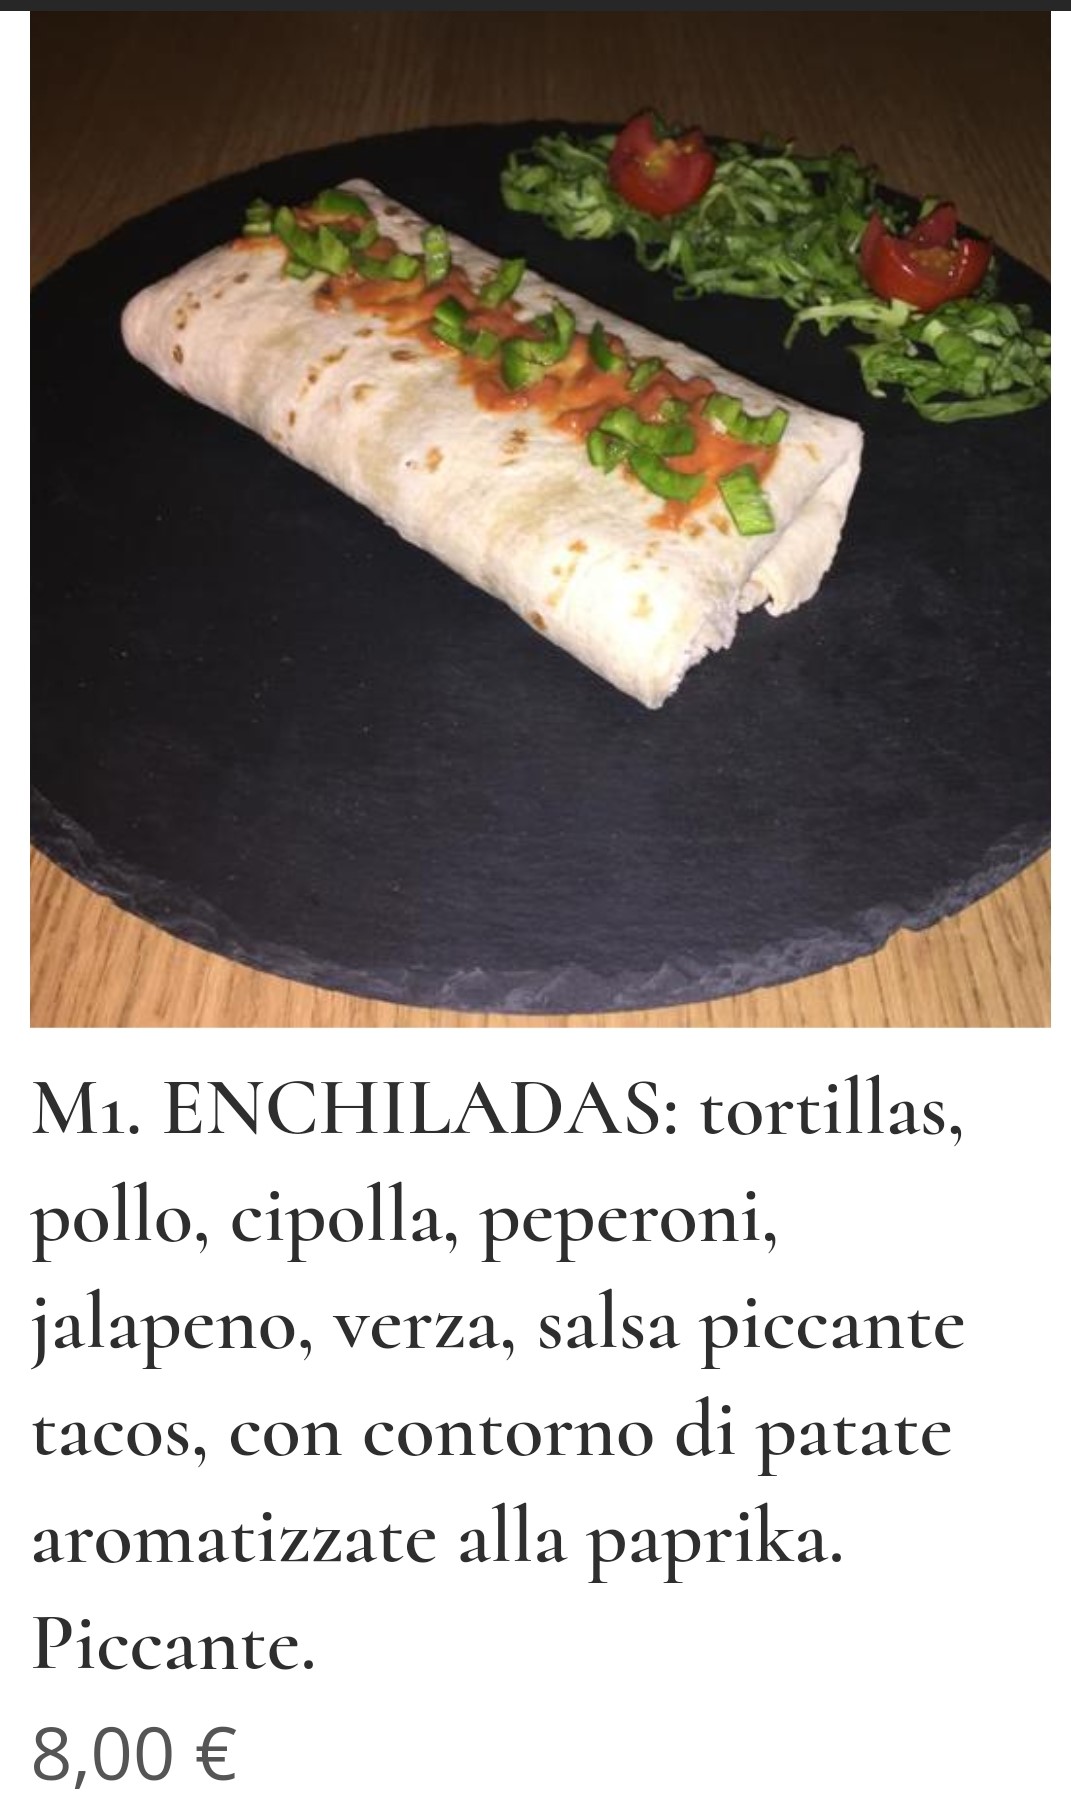 M1. ENCHILADAS: tortillas,
pollo, cipolla, peperoni,
jalapeno, verza, salsa piccante
tacos, con contorno di patate
aromatizzate alla paprika.
Piccante.
8,00 €